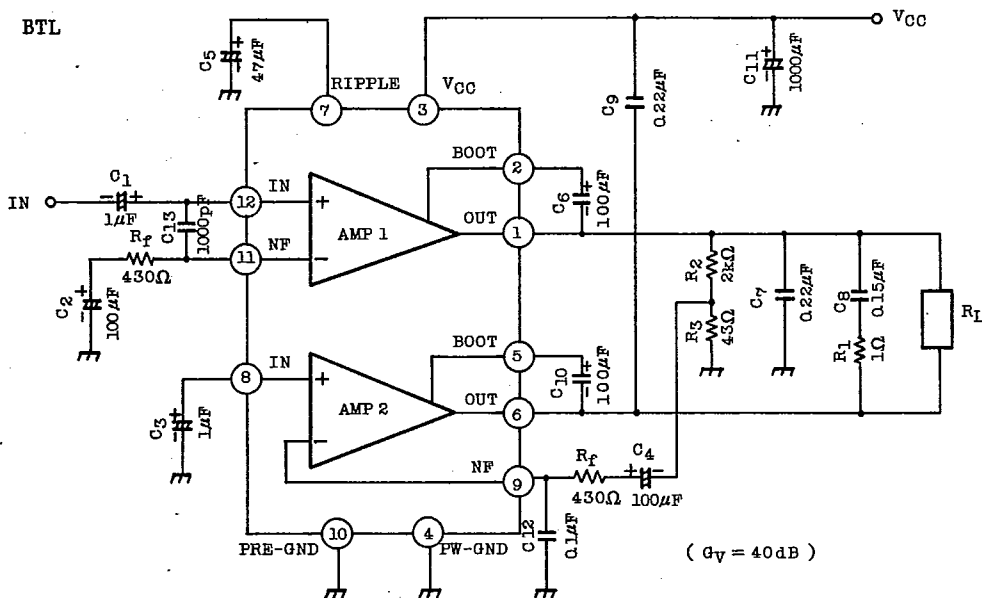 BTL
C5
47μF
RIPPLE
VCC
VCC
7
3
C11
1000μF
C9
0.22μF
BOOT
2
C6
100μF
IN
C1
1μF
C13
1000pF
12
IN
AMP 1
OUT
1
Rf
430Ω
11
NF
C2
100μF
R2
2kΩ
R3
43Ω
C7
0.22μF
C8
0.15μF
R1
1Ω
RL
BOOT
5
C10
100μF
8
IN
C3
1μF
AMP 2
OUT
6
NF
9
Rf
430Ω
C4
100μF
C12
0.1μF
10
4
PRE-GND
PW-GND
( GV = 40dB )